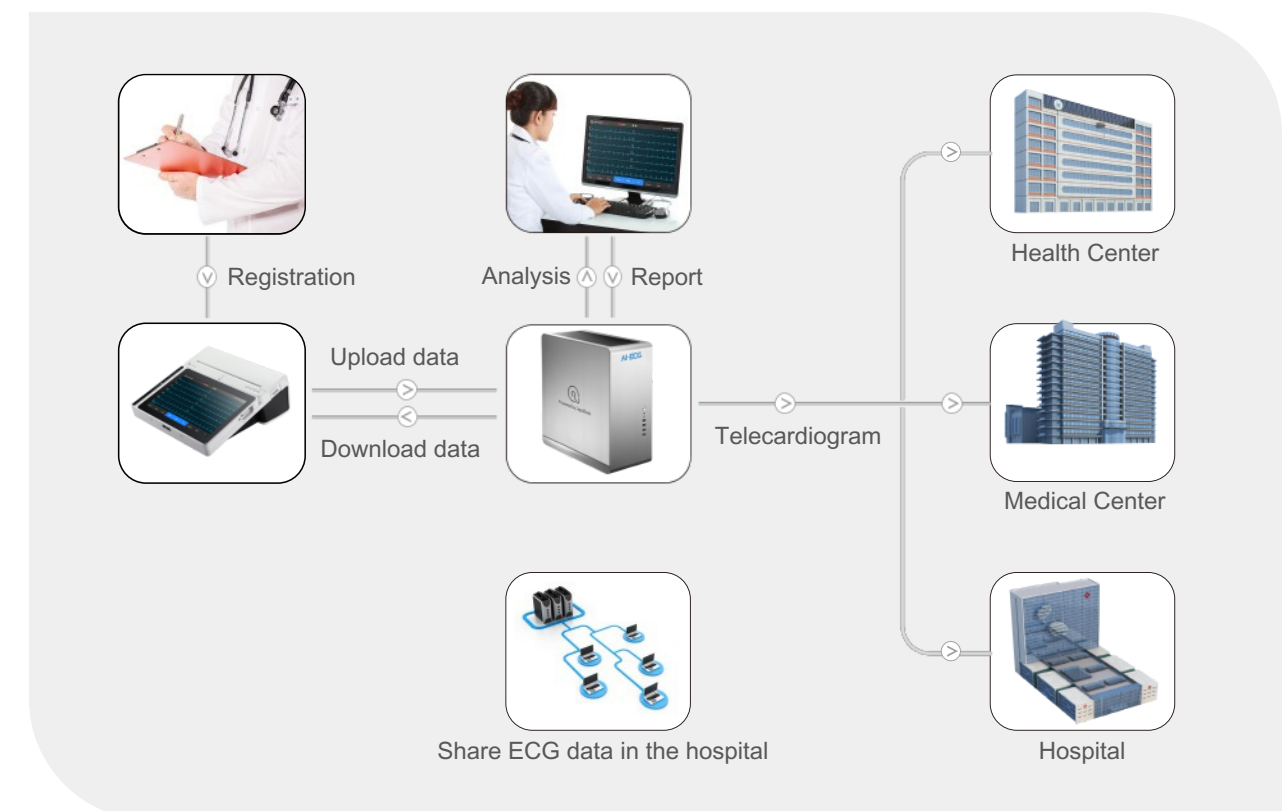 Registration
Analysis
Report
Health Center
Upload data
AI-ECG
Download data
Telecardiogram
Medical Center
Share ECG data in the hospital
Hospital